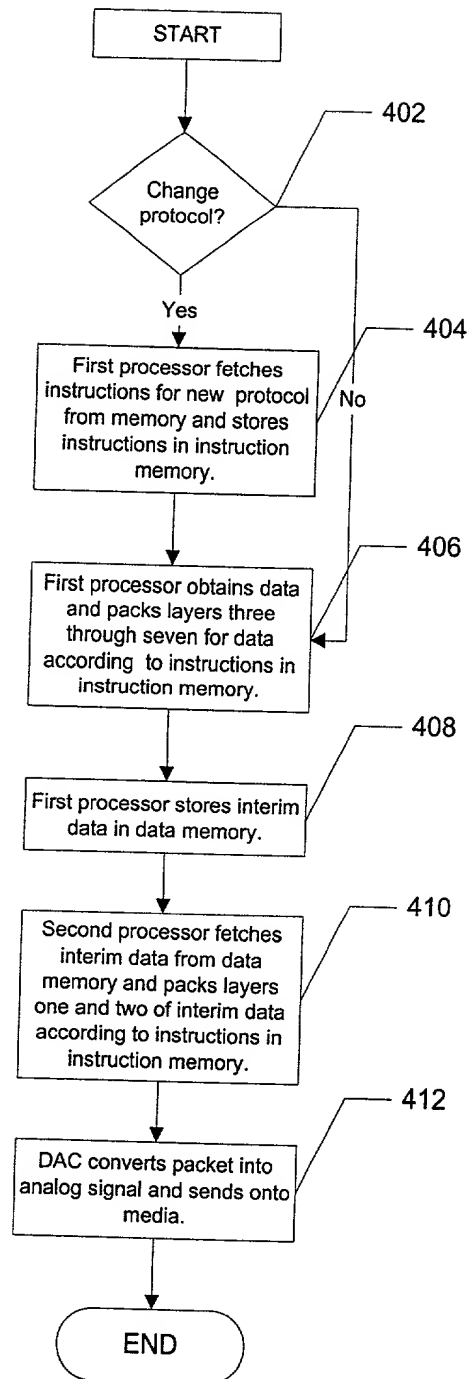 START
402
Change
protocol?
Yes
404
No
First processor fetches
instructions for new protocol
from memory and stores
instructions in instruction
memory.
406
First processor obtains data
and packs layers three
through seven for data
according to instructions in
instruction memory.
408
First processor stores interim
data in data memory.
410
Second processor fetches
interim data from data
memory and packs layers
one and two of interim data
according to instructions in
instruction memory.
412
DAC converts packet into
analog signal and sends onto
media.
END